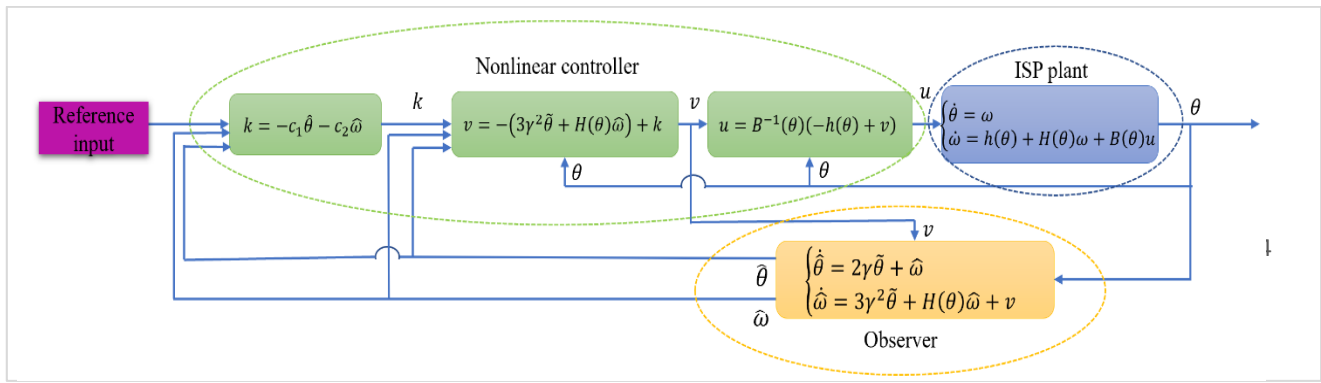 Nonlinear controller
ISP plant
Reference
input
k = −c₁θ̂ − c₂ω̂
k
v = −(3γ²θ̃ + H(θ)ω̂) + k
v
u = B⁻¹(θ)(−h(θ) + v)
u
θ̇ = ω
ω̇ = h(θ) + H(θ)ω + B(θ)u
θ
θ
θ
v
θ̂
θ̂̇ = 2γθ̃ + ω̂
ω̂̇ = 3γ²θ̃ + H(θ)ω̂ + v
ω̂
Observer